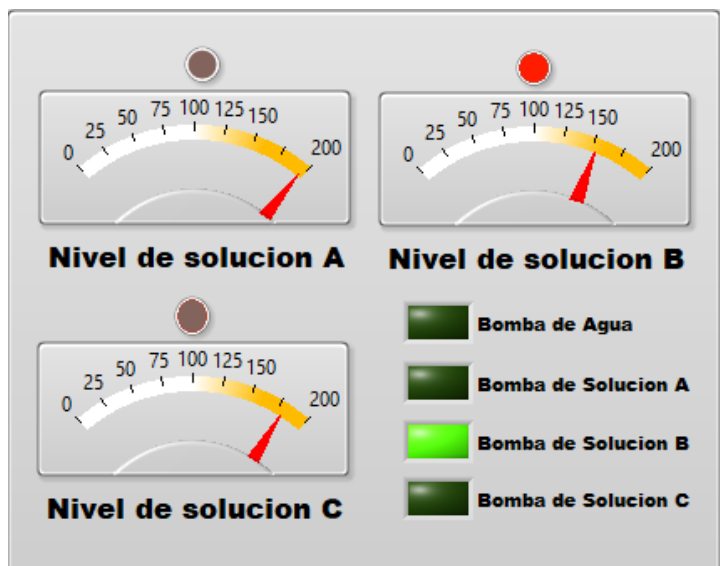 0 25 50 75 100 125 150 200
Nivel de solucion A
0 25 50 75 100 125 150 200
Nivel de solucion B
0 25 50 75 100 125 150 200
Nivel de solucion C
Bomba de Agua
Bomba de Solucion A
Bomba de Solucion B
Bomba de Solucion C